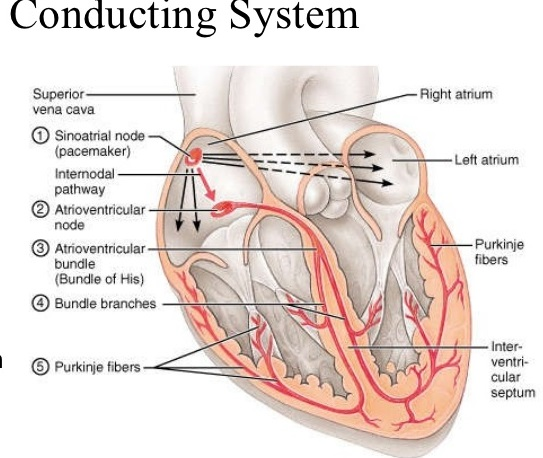 Conducting System
Superior
vena cava
Right atrium
① Sinoatrial node
(pacemaker)
Left atrium
Internodal
pathway
② Atrioventricular
node
③ Atrioventricular
bundle
(Bundle of His)
Purkinje
fibers
④ Bundle branches
⑤ Purkinje fibers
Inter-
ventri-
cular
septum